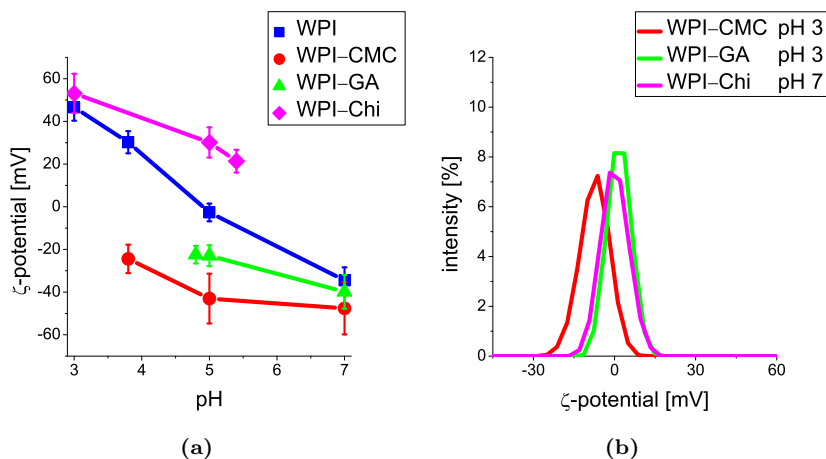 WPI
WPI–CMC
WPI–GA
WPI–Chi
60
40
20
0
-20
-40
-60
ζ-potential [mV]
3
4
5
6
7
pH
(a)
WPI–CMC pH 3
WPI–GA pH 3
WPI–Chi pH 7
12
10
8
6
4
2
0
intensity [%]
-30
0
30
60
ζ-potential [mV]
(b)